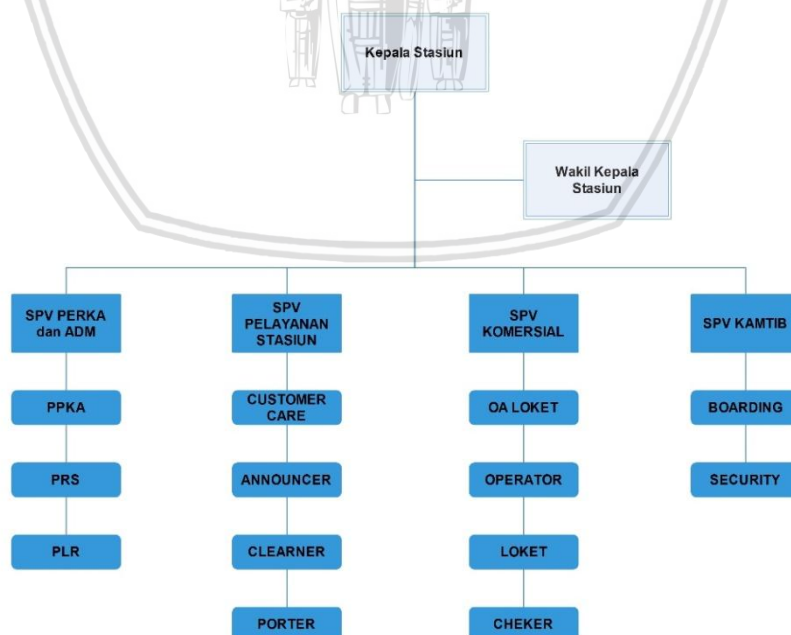 Kepala Stasiun
Wakil Kepala
Stasiun
SPV PERKA
dan ADM
SPV
PELAYANAN
STASIUN
SPV
KOMERSIAL
SPV KAMTIB
PPKA
CUSTOMER
CARE
OA LOKET
BOARDING
PRS
ANNOUNCER
OPERATOR
SECURITY
PLR
CLEARNER
LOKET
PORTER
CHEKER